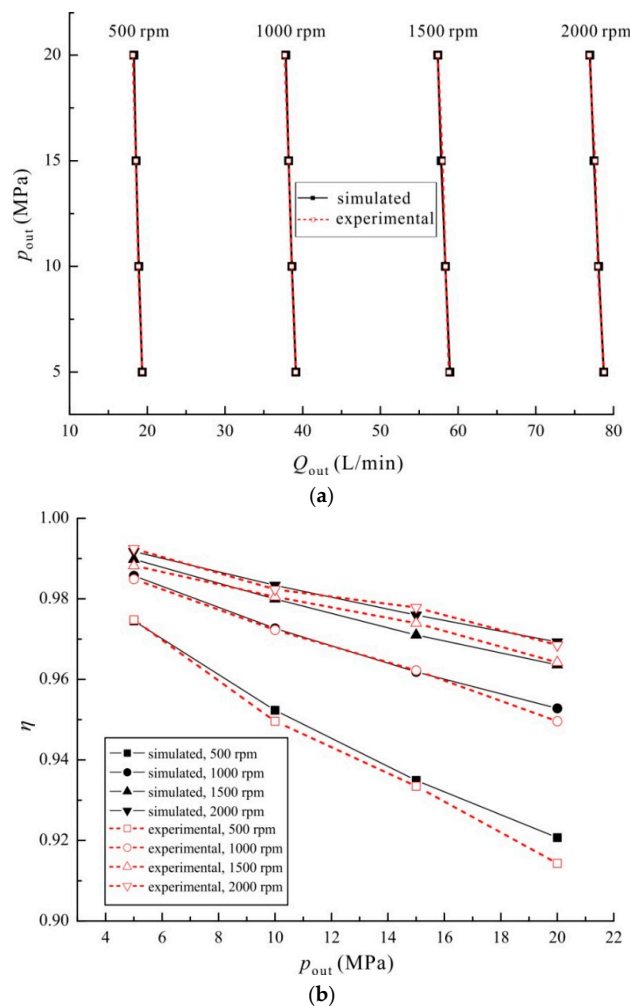 500 rpm 1000 rpm 1500 rpm 2000 rpm
20
15
10
5
p_out (MPa)
simulated
experimental
10 20 30 40 50 60 70 80
Q_out (L/min)
(a)
1.00
0.98
0.96
0.94
0.92
0.90
η
simulated, 500 rpm
simulated, 1000 rpm
simulated, 1500 rpm
simulated, 2000 rpm
experimental, 500 rpm
experimental, 1000 rpm
experimental, 1500 rpm
experimental, 2000 rpm
4 6 8 10 12 14 16 18 20 22
p_out (MPa)
(b)